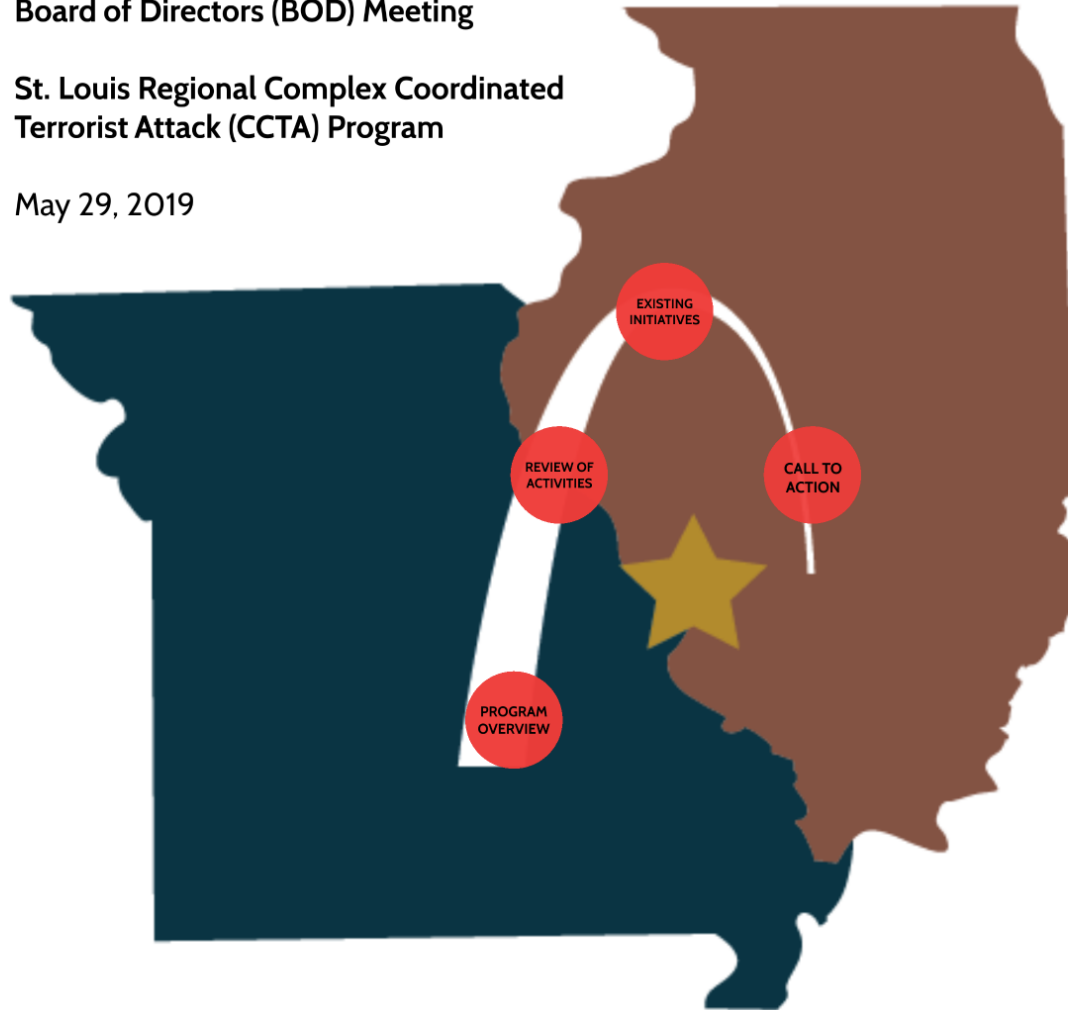 Board of Directors (BOD) Meeting
St. Louis Regional Complex Coordinated
Terrorist Attack (CCTA) Program
May 29, 2019
EXISTING
INITIATIVES
REVIEW OF
ACTIVITIES
CALL TO
ACTION
PROGRAM
OVERVIEW